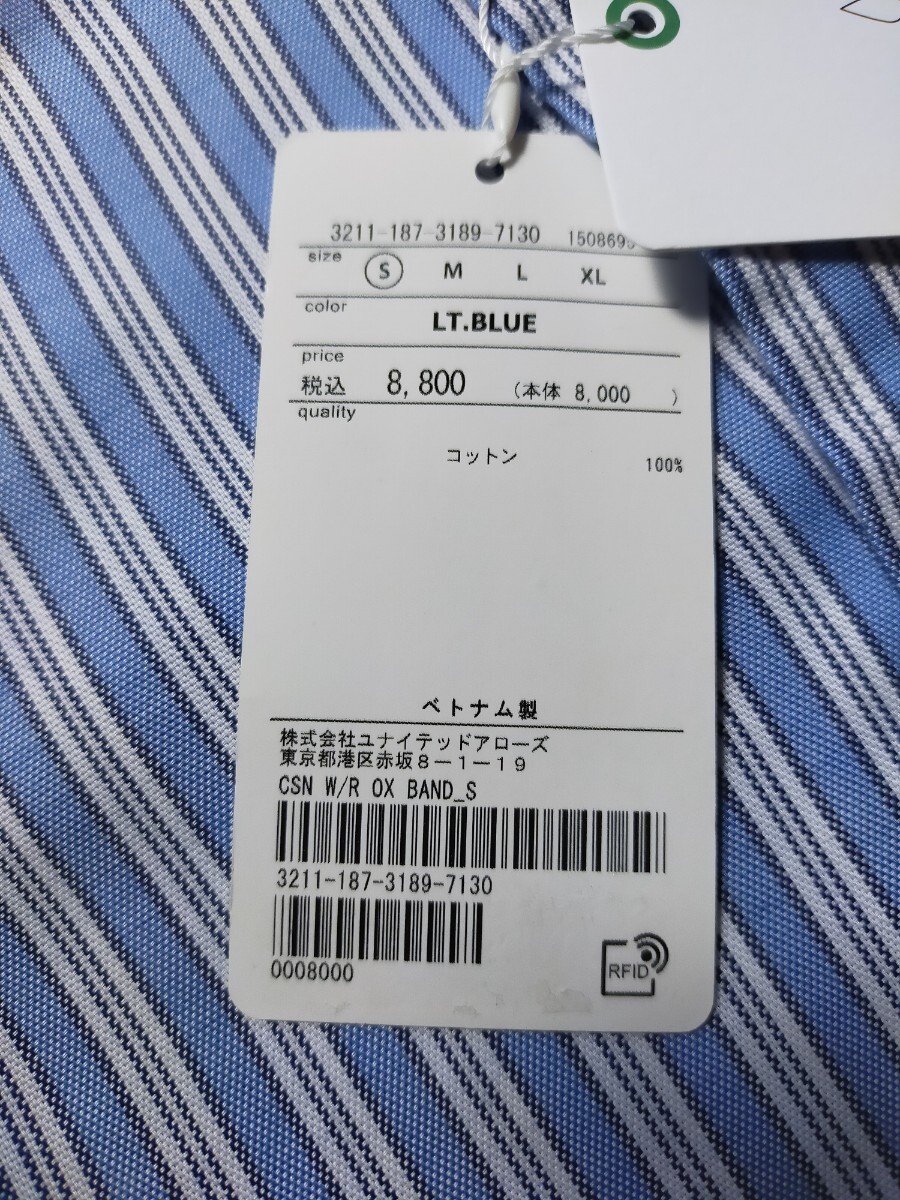 3211-187-3189-7130 150869
size S M L XL
color
LT.BLUE
price
税込 8,800 (本体 8,000 )
quality
コットン 100%
ベトナム製
株式会社ユナイテッドアローズ
東京都港区赤坂8-1-19
CSN W/R OX BAND_S
3211-187-3189-7130
0008000
RFID